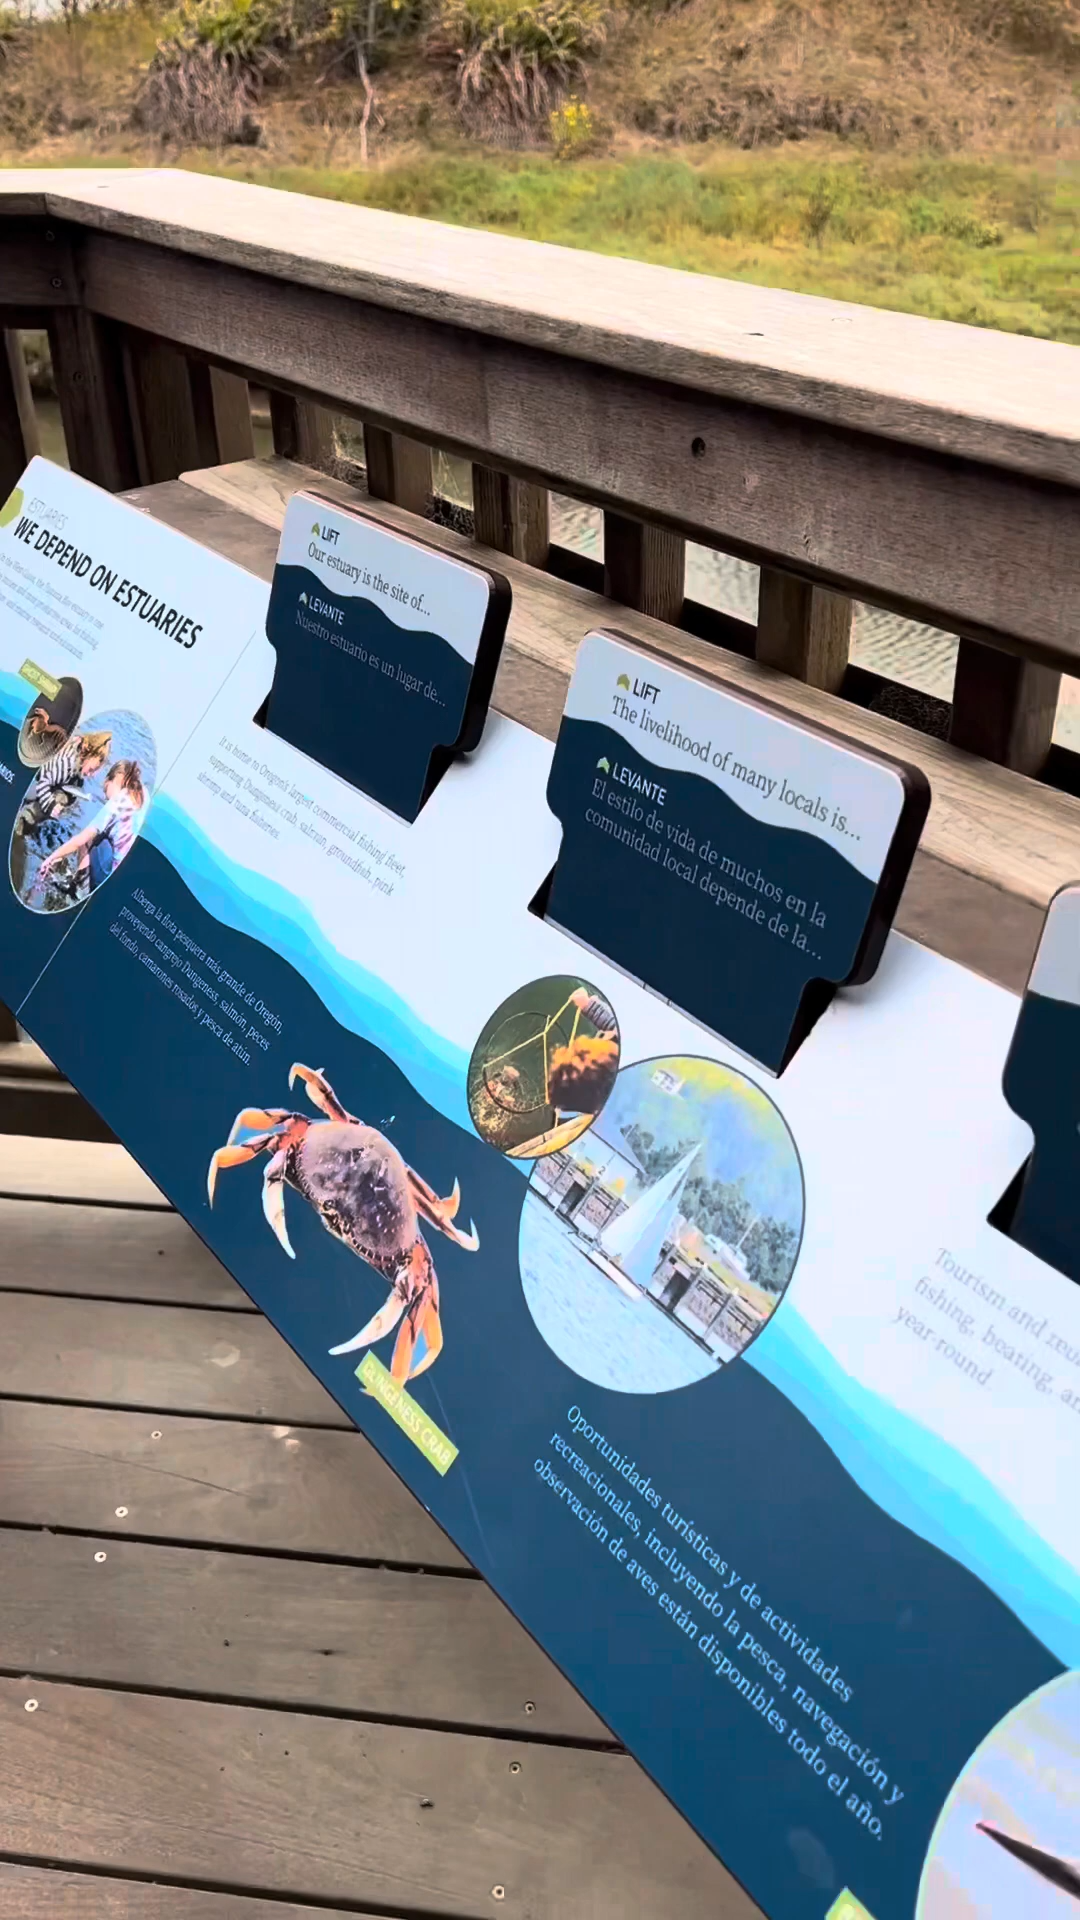 ESTUARIES
WE DEPEND ON ESTUARIES
GHOST SHRIMP
LIFT
Our estuary is the site of...
LEVANTE
Nuestro estuario es un lugar de...
It is home to Oregon's largest commercial fishing fleet,
supporting Dungeness crab, salmon, groundfish, pink
shrimp and tuna fisheries.
Alberga la flota pesquera más grande de Oregón,
proveyendo cangrejo Dungeness, salmón, peces
del fondo, camarones rosados y pesca de atún.
DUNGENESS CRAB
LIFT
The livelihood of many locals is...
LEVANTE
El estilo de vida de muchos en la
comunidad local depende de la...
Tourism and
fishing, boating,
year-round.
Oportunidades turísticas y de actividades
recreacionales, incluyendo la pesca, navegación y
observación de aves están disponibles todo el año.